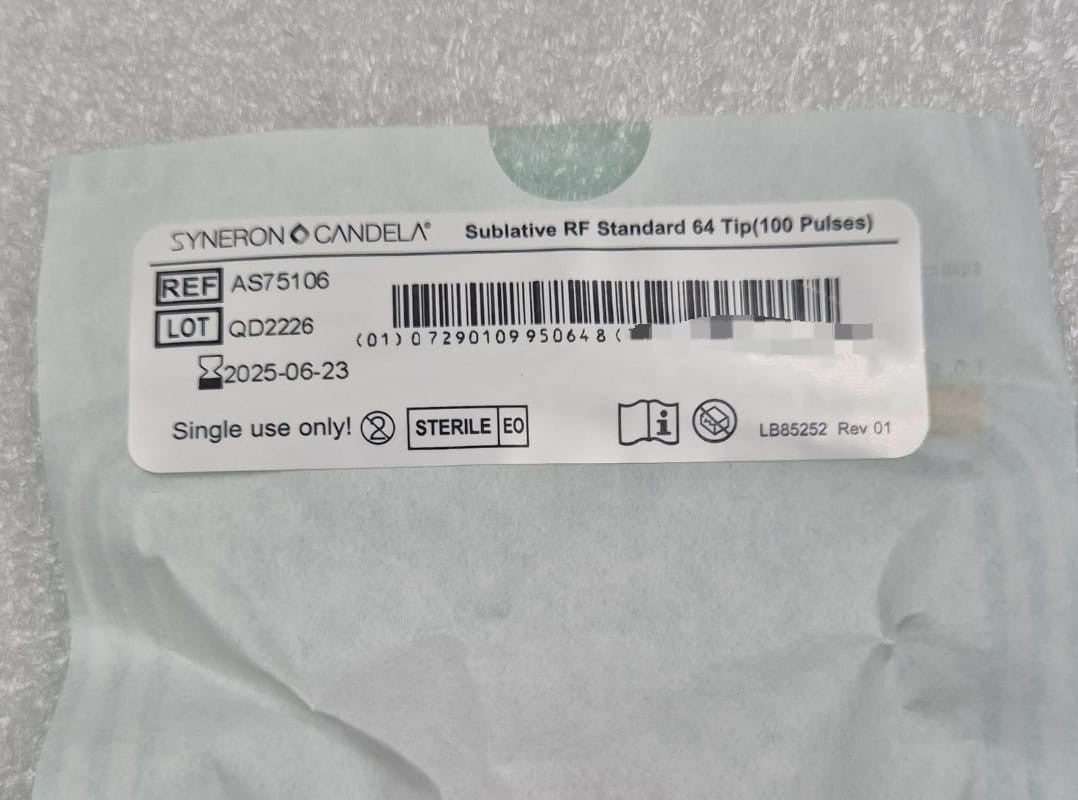 SYNERON CANDELA® Sublative RF Standard 64 Tip(100 Pulses)
REF AS75106
LOT QD2226
(01)07290109950648(
2025-06-23
Single use only! 2 STERILE EO i LB85252 Rev 01